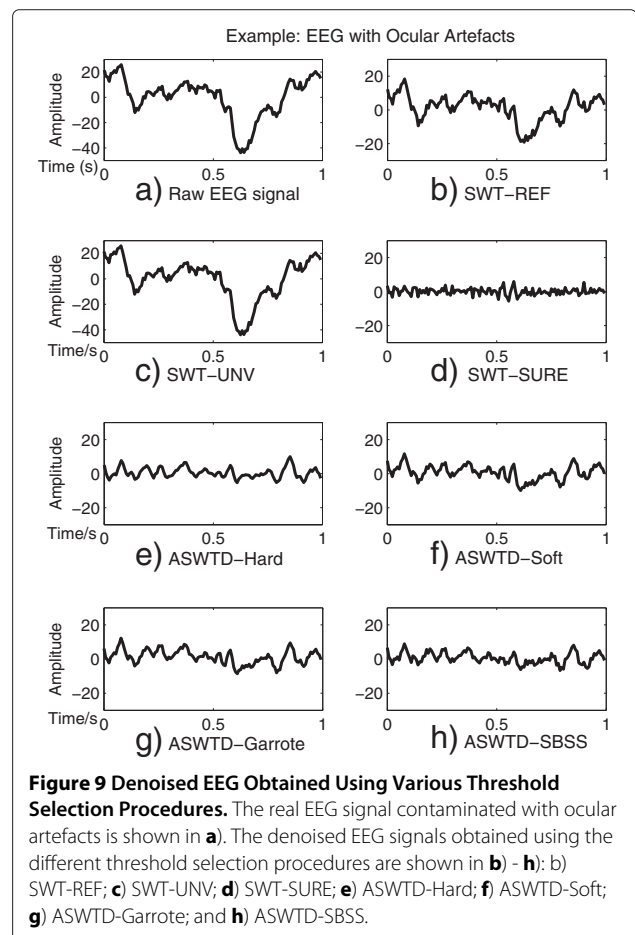 Example: EEG with Ocular Artefacts
20
0
−20
−40
Amplitude
Time (s)
0.5
1
a) Raw EEG signal
20
0
−20
0
0.5
1
b) SWT−REF
20
0
−20
−40
Amplitude
Time/s
0.5
1
c) SWT−UNV
20
0
−20
0
0.5
1
d) SWT−SURE
20
0
−20
Amplitude
Time/s
0
0.5
1
e) ASWTD−Hard
20
0
−20
0
0.5
1
f) ASWTD−Soft
20
0
−20
Amplitude
Time/s
0
0.5
1
g) ASWTD−Garrote
20
0
−20
0
0.5
1
h) ASWTD−SBSS
Figure 9 Denoised EEG Obtained Using Various Threshold
Selection Procedures. The real EEG signal contaminated with ocular
artefacts is shown in a). The denoised EEG signals obtained using the
different threshold selection procedures are shown in b) - h): b)
SWT-REF; c) SWT-UNV; d) SWT-SURE; e) ASWTD-Hard; f) ASWTD-Soft;
g) ASWTD-Garrote; and h) ASWTD-SBSS.